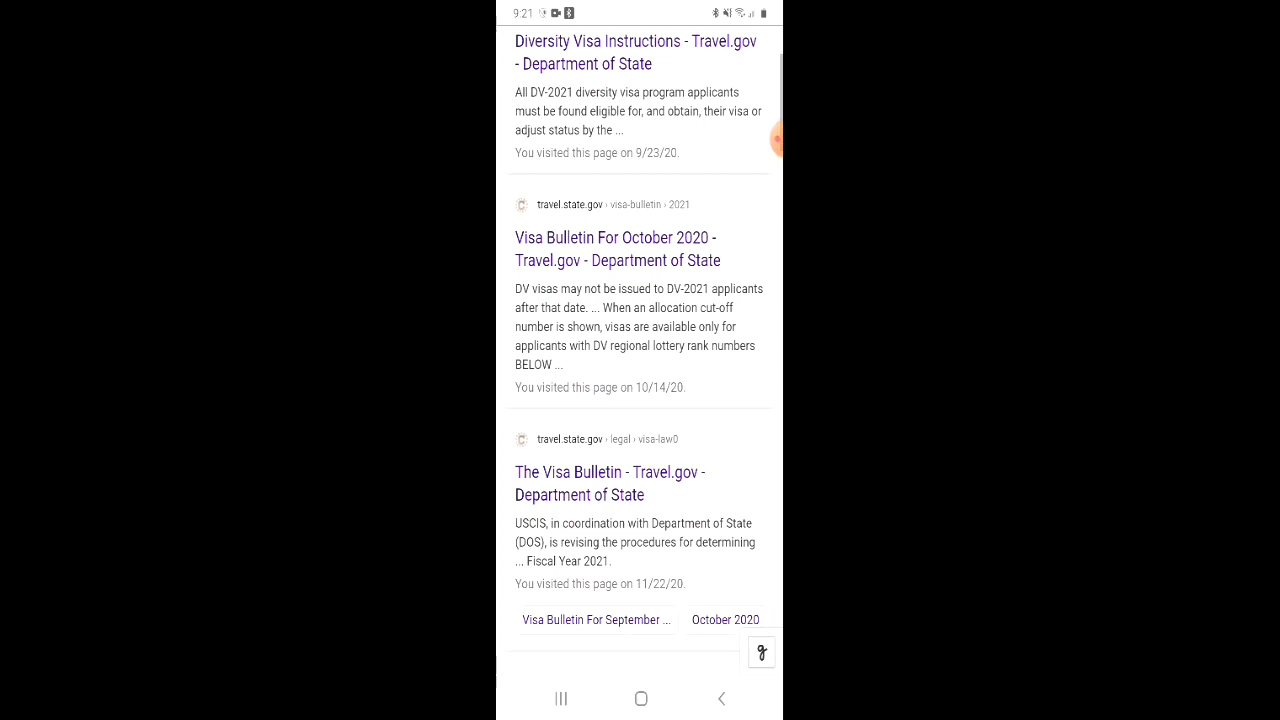 9:21
Diversity Visa Instructions - Travel.gov
- Department of State
All DV-2021 diversity visa program applicants
must be found eligible for, and obtain, their visa or
adjust status by the ...
You visited this page on 9/23/20.
travel.state.gov › visa-bulletin › 2021
Visa Bulletin For October 2020 -
Travel.gov - Department of State
DV visas may not be issued to DV-2021 applicants
after that date. ... When an allocation cut-off
number is shown, visas are available only for
applicants with DV regional lottery rank numbers
BELOW ...
You visited this page on 10/14/20.
travel.state.gov › legal › visa-law0
The Visa Bulletin - Travel.gov -
Department of State
USCIS, in coordination with Department of State
(DOS), is revising the procedures for determining
... Fiscal Year 2021.
You visited this page on 11/22/20.
Visa Bulletin For September ... October 2020